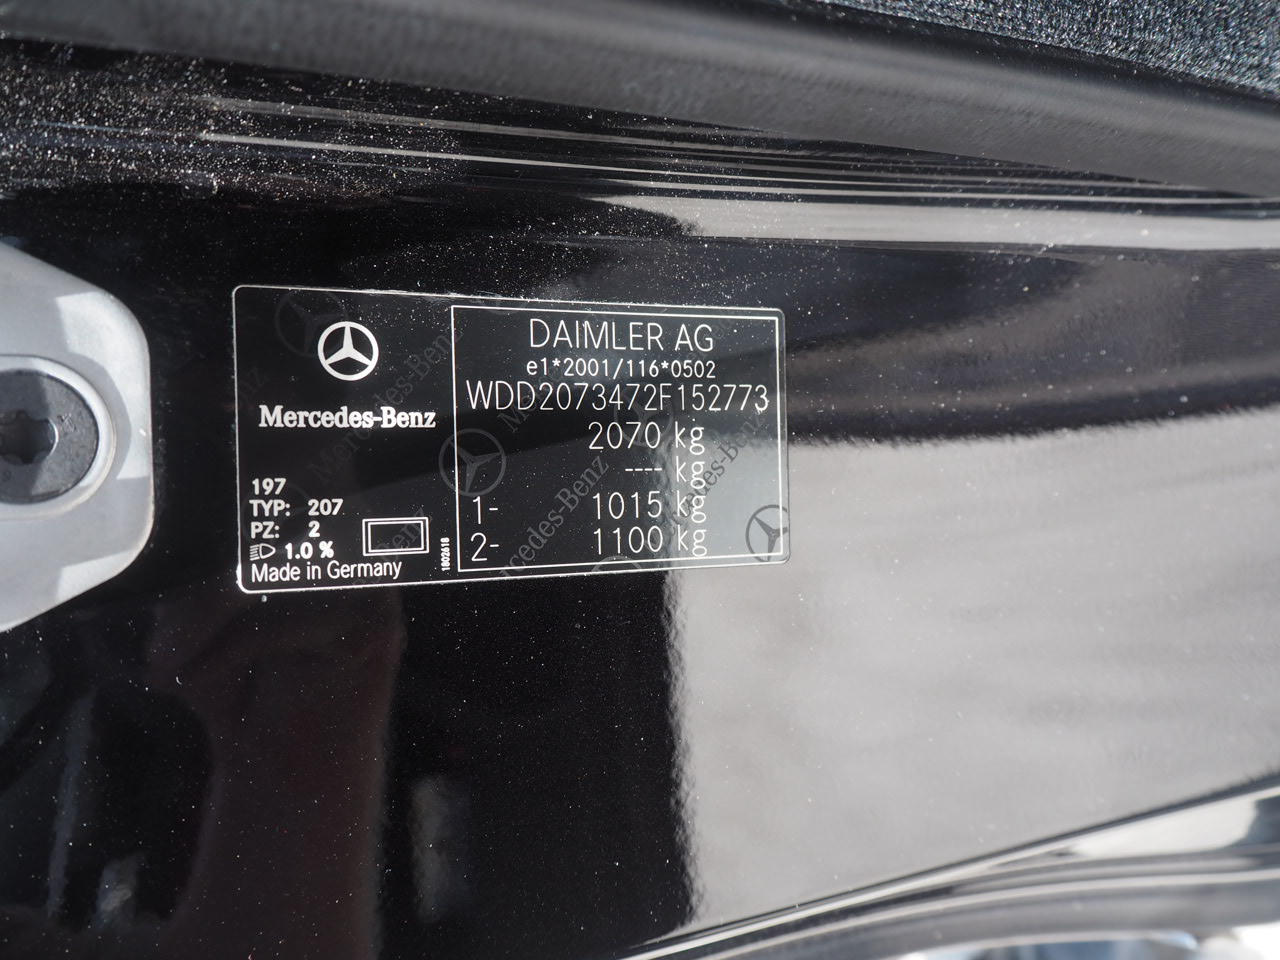 Mercedes-Benz
197
TYP: 207
PZ: 2
1.0 %
Made in Germany
1802618
DAIMLER AG
e1*2001/116*0502
WDD2073472F152773
2070 kg
---- kg
1- 1015 kg
2- 1100 kg